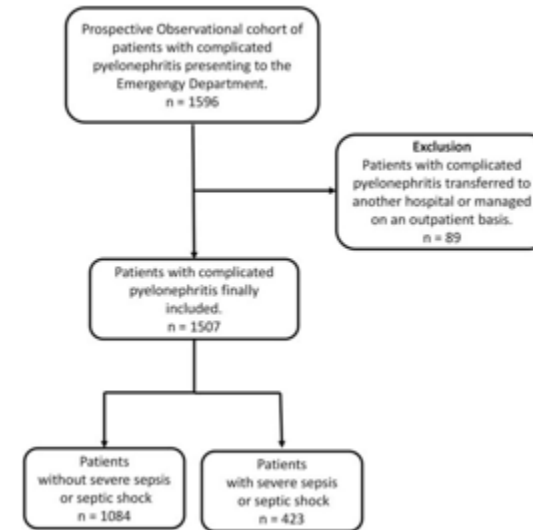 Prospective Observational cohort of
patients with complicated
pyelonephritis presenting to the
Emergengy Department.
n = 1596
Exclusion
Patients with complicated
pyelonephritis transferred to
another hospital or managed
on an outpatient basis.
n = 89
Patients with complicated
pyelonephritis finally
included.
n = 1507
Patients
without severe sepsis
or septic shock
n = 1084
Patients
with severe sepsis
or septic shock
n = 423